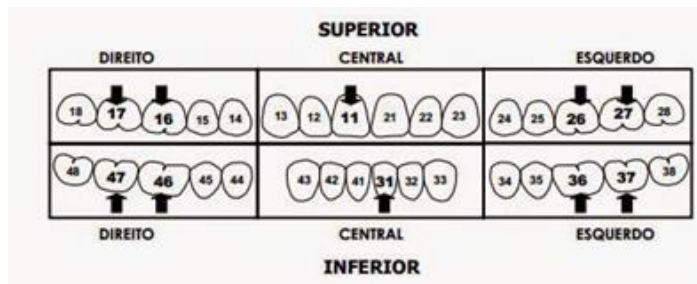 SUPERIOR
DIREITO CENTRAL ESQUERDO
18 17 16 15 14 13 12 11 21 22 23 24 25 26 27 28
48 47 46 45 44 43 42 41 31 32 33 34 35 36 37 38
DIREITO CENTRAL ESQUERDO
INFERIOR